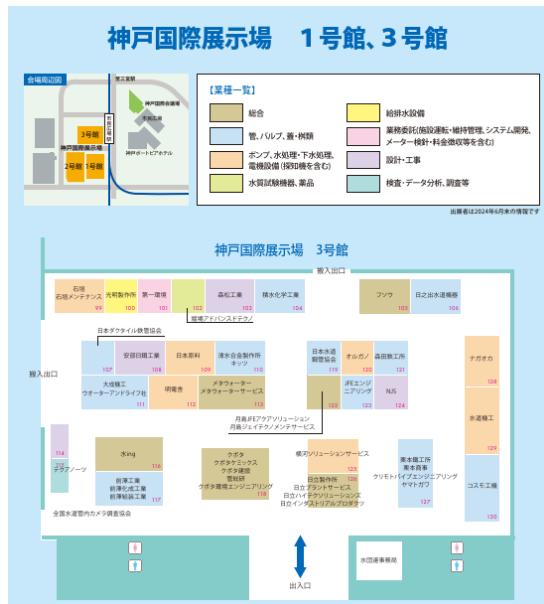 神戸国際展示場　1号館、3号館
会場周辺図
至三宮駅
神戸国際会議場
市民広場
市民広場駅
3号館
神戸国際展示場
2号館
1号館
神戸ポートピアホテル
【業種一覧】
総合
管、バルブ、蓋・桝類
ポンプ、水処理・下水処理、
電機設備（探知機を含む）
水質試験機器、薬品
給排水設備
業務委託(施設運転・維持管理、システム開発、
メーター検針・料金徴収等を含む)
設計・工事
検査・データ分析、調査等
出展者は2024年6月末の情報です
神戸国際展示場　3号館
搬入出口
石垣
石垣メンテナンス
99
光明製作所
100
第一環境
101
102
堀場アドバンスドテクノ
森松工業
103
積水化学工業
104
フソウ
105
日之出水道機器
106
日本ダクタイル鉄管協会
107
安部日鋼工業
108
日本原料
109
清水合金製作所
キッツ
110
日本水道
鋼管協会
119
オルガノ
120
森田鉄工所
121
ナガオカ
128
搬入出口
大成機工
ウオーターアンドライフ社
111
明電舎
112
メタウォーター
メタウォーターサービス
113
122
JFEエンジ
ニアリング
123
NJS
124
月島JFEアクアソリューション
月島ジェイテクノメンテサービス
水道機工
129
114
115
テクアノーツ
水ing
116
前澤工業
前澤化成工業
前澤給装工業
117
クボタ
クボタケミックス
クボタ建設
管総研
クボタ環境エンジニアリング
118
横河ソリューションサービス
125
126
日立製作所
日立プラントサービス
日立ハイテクソリューションズ
日立インダストリアルプロダクツ
栗本鐵工所
栗本商事
クリモトパイプエンジニアリング
ヤマトガワ
127
コスモ工機
130
全国水道管内カメラ調査協会
出入口
水団連事務局